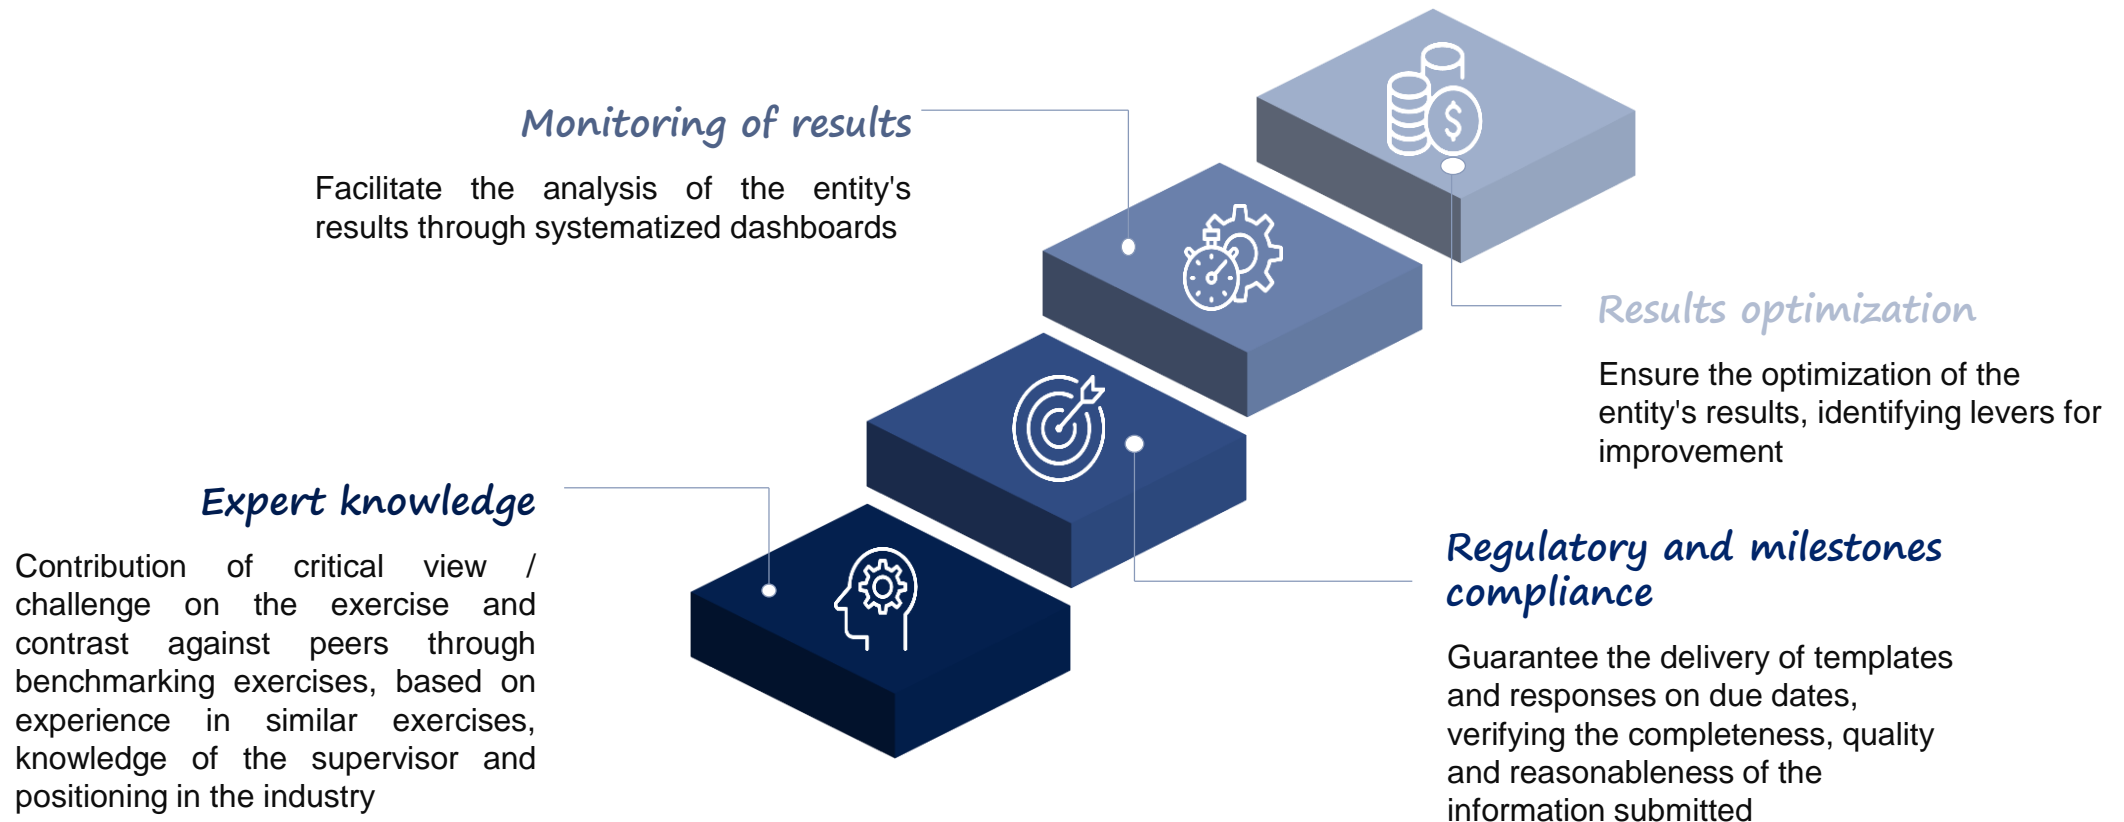 Monitoring of results
Facilitate the analysis of the entity's
results through systematized dashboards
$
Results optimization
Ensure the optimization of the
entity's results, identifying levers for
improvement
Expert knowledge
Contribution of critical view /
challenge on the exercise and
contrast against peers through
benchmarking exercises, based on
experience in similar exercises,
knowledge of the supervisor and
positioning in the industry
Regulatory and milestones
compliance
Guarantee the delivery of templates
and responses on due dates,
verifying the completeness, quality
and reasonableness of the
information submitted